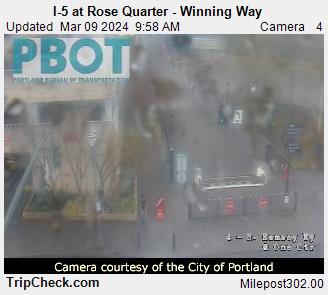 I-5 at Rose Quarter - Winning Way
Updated Mar 09 2024 9:58 AM Camera 4
PBOT
PORTLAND BUREAU OF TRANSPORTATION
Camera courtesy of the City of Portland
TripCheck.com Milepost302.00